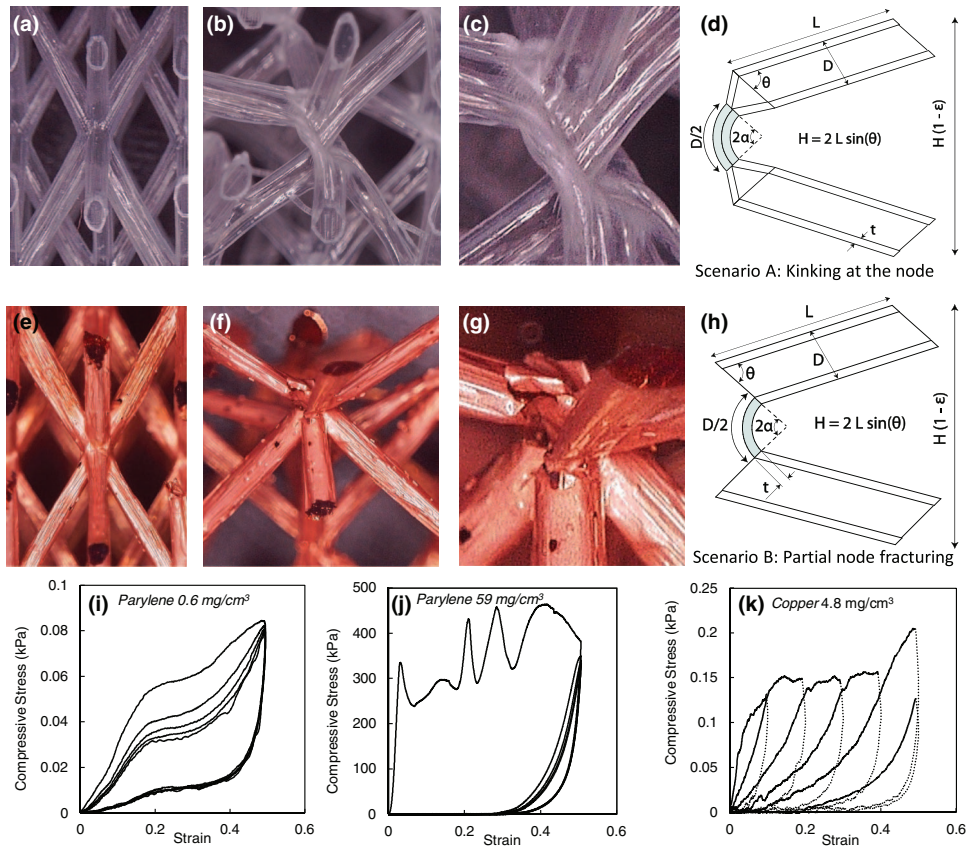 (a)
(b)
(c)
(d)
L
D
θ
D/2
2α
H = 2 L sin(θ)
H (1 - ε)
t
Scenario A: Kinking at the node
(e)
(f)
(g)
(h)
L
D
θ
D/2
2α
H = 2 L sin(θ)
H (1 - ε)
t
Scenario B: Partial node fracturing
(i) Parylene 0.6 mg/cm³
Compressive Stress (kPa)
0.1
0.08
0.06
0.04
0.02
0
0 0.2 0.4 0.6
Strain
(j) Parylene 59 mg/cm³
Compressive Stress (kPa)
500
400
300
200
100
0
0 0.2 0.4 0.6
Strain
(k) Copper 4.8 mg/cm³
Compressive Stress (kPa)
0.25
0.2
0.15
0.1
0.05
0
0 0.2 0.4 0.6
Strain